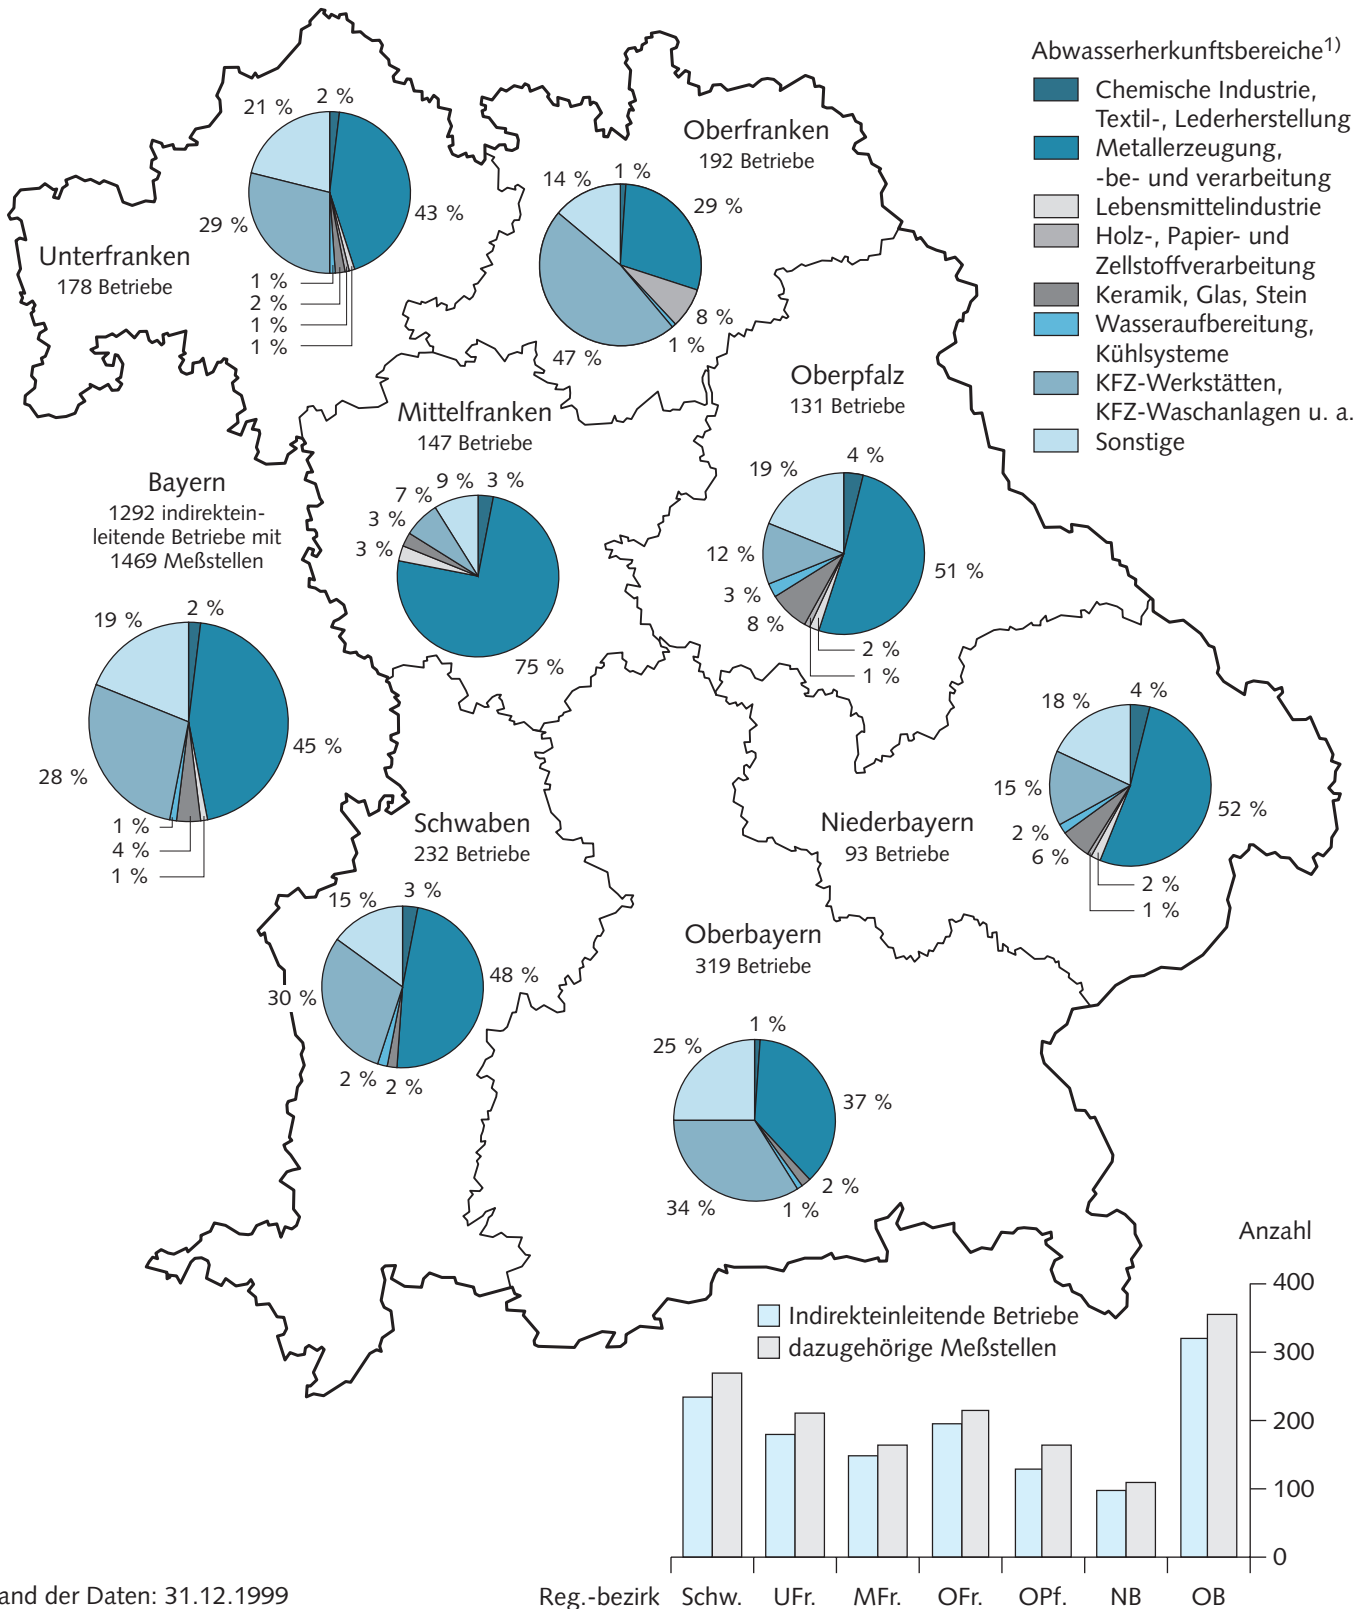 Abwasserherkunftsbereiche1)
Chemische Industrie,
Textil-, Lederherstellung
Metallerzeugung,
-be- und verarbeitung
Lebensmittelindustrie
Holz-, Papier- und
Zellstoffverarbeitung
Keramik, Glas, Stein
Wasseraufbereitung,
Kühlsysteme
KFZ-Werkstätten,
KFZ-Waschanlagen u. a.
Sonstige
Unterfranken
178 Betriebe
21 %
2 %
43 %
29 %
1 %
2 %
1 %
1 %
Oberfranken
192 Betriebe
14 %
1 %
29 %
8 %
1 %
47 %
Mittelfranken
147 Betriebe
9 %
3 %
7 %
3 %
3 %
75 %
Oberpfalz
131 Betriebe
19 %
4 %
51 %
12 %
3 %
8 %
2 %
1 %
Bayern
1292 indirektein-
leitende Betriebe mit
1469 Meßstellen
19 %
2 %
45 %
28 %
1 %
4 %
1 %
Niederbayern
93 Betriebe
18 %
4 %
15 %
52 %
2 %
6 %
2 %
1 %
Schwaben
232 Betriebe
15 %
3 %
48 %
30 %
2 %
2 %
Oberbayern
319 Betriebe
25 %
1 %
37 %
2 %
1 %
34 %
Anzahl
400
300
200
100
0
Indirekteinleitende Betriebe
dazugehörige Meßstellen
Reg.-bezirk Schw. UFr. MFr. OFr. OPf. NB OB
and der Daten: 31.12.1999